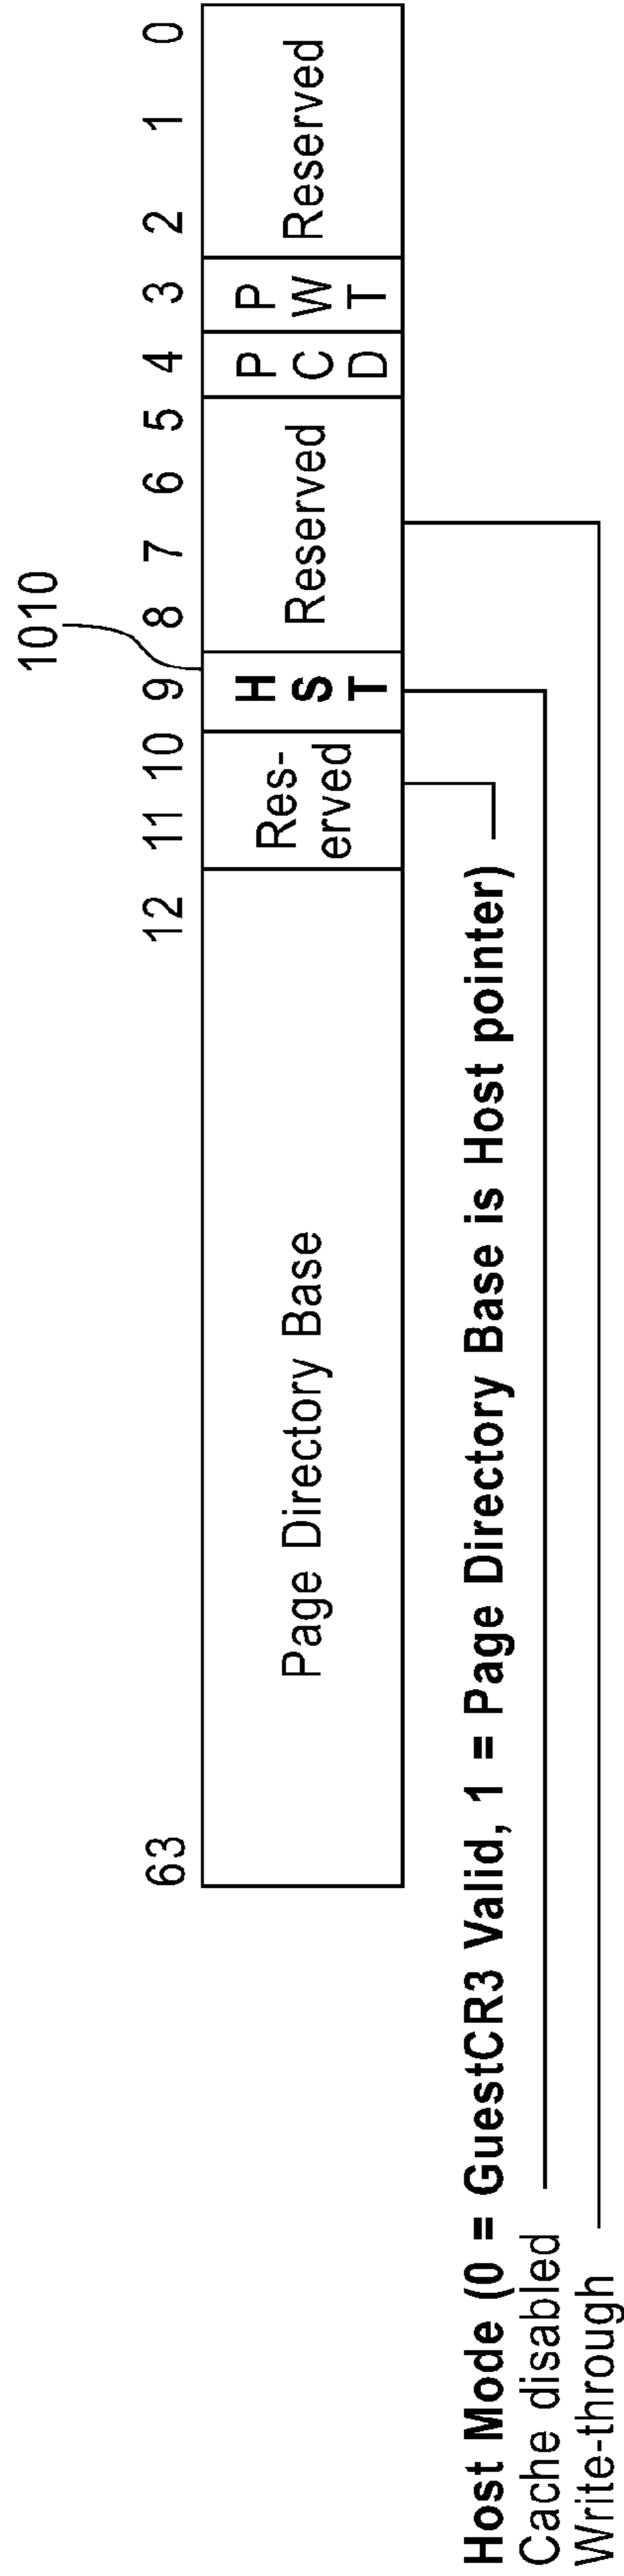 1010
63 12 11 10 9 8 7 6 5 4 3 2 1 0
Page Directory Base
Res-
erved
H
S
T
Reserved
P
C
D
P
W
T
Reserved
Host Mode (0 = GuestCR3 Valid, 1 = Page Directory Base is Host pointer)
Cache disabled
Write-through